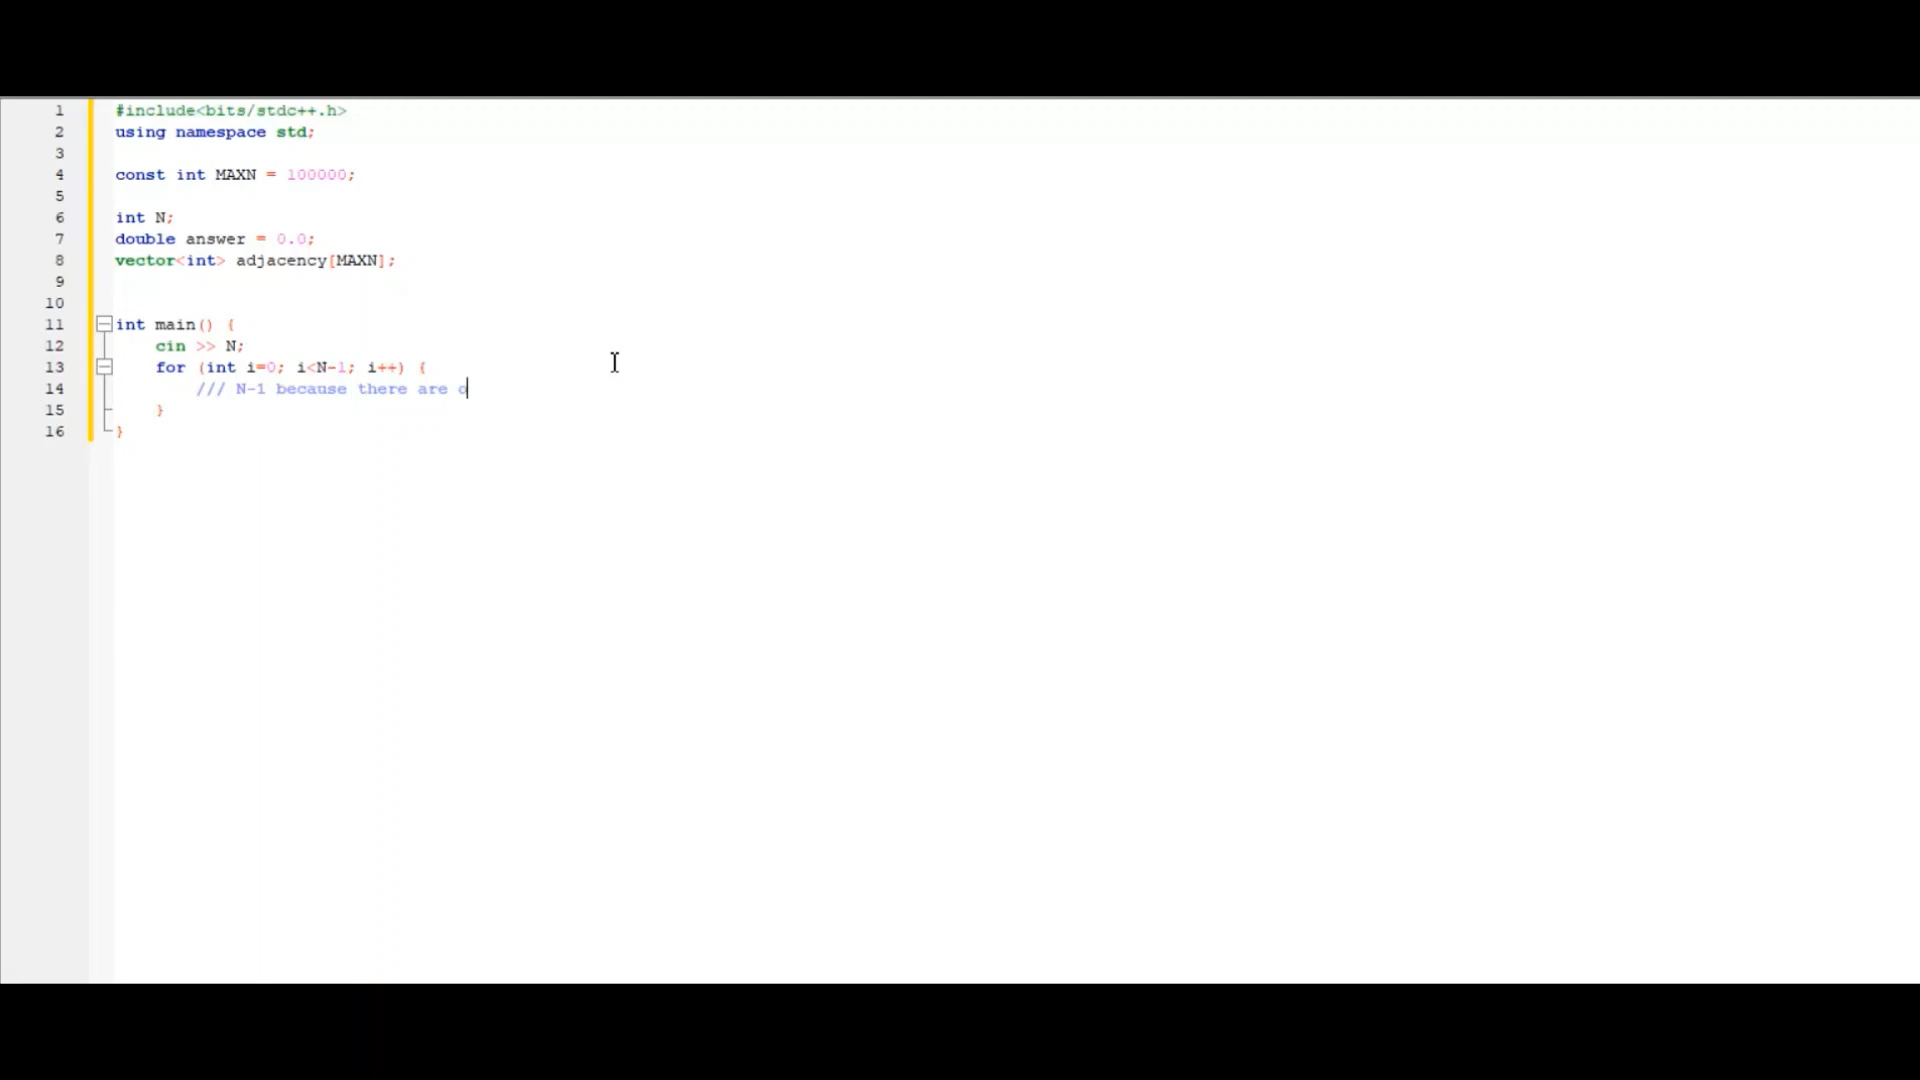 1 #include<bits/stdc++.h>
2 using namespace std;
3
4 const int MAXN = 100000;
5
6 int N;
7 double answer = 0.0;
8 vector<int> adjacency[MAXN];
9
10
11 int main() {
12 cin >> N;
13 for (int i=0; i<N-1; i++) {
14 /// N-1 because there are o
15 }
16 }